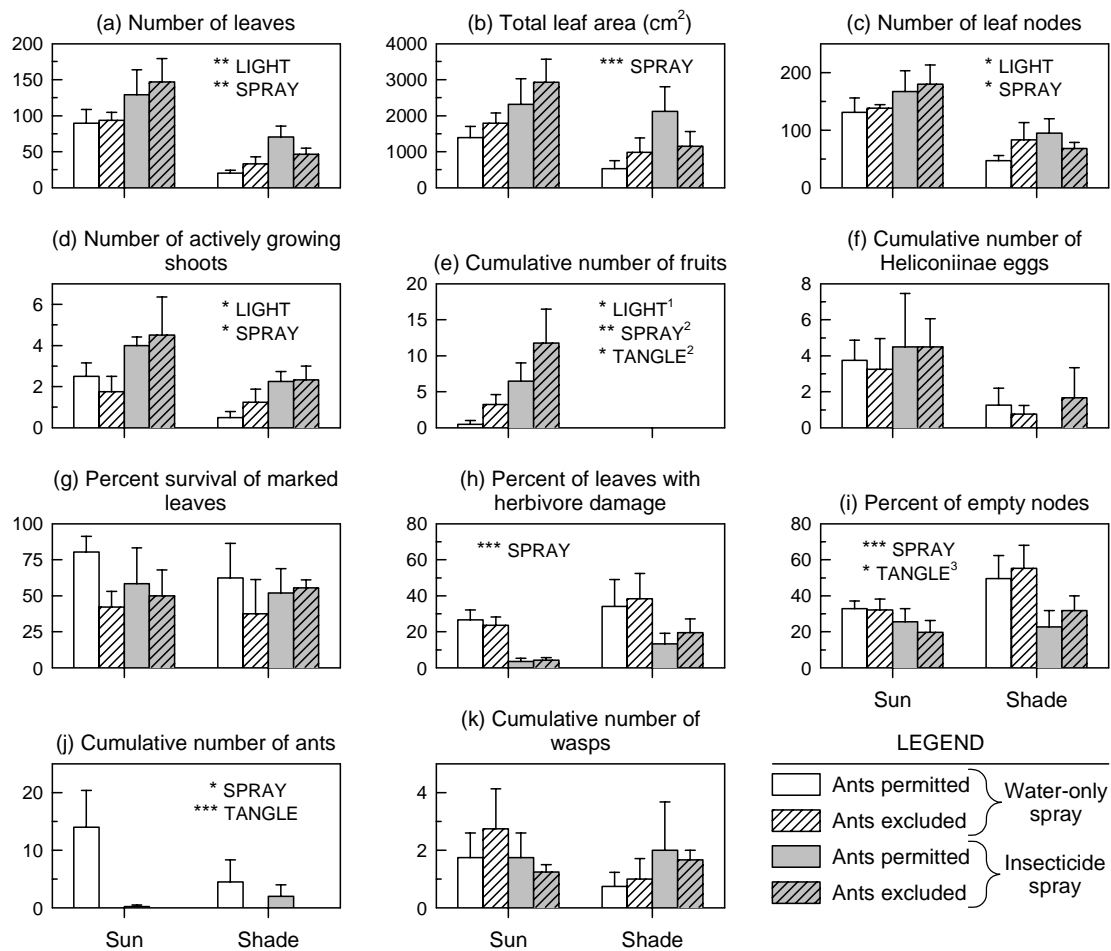 (a) Number of leaves
200
150
100
50
0
** LIGHT
** SPRAY
(b) Total leaf area (cm²)
4000
3000
2000
1000
0
*** SPRAY
(c) Number of leaf nodes
200
100
0
* LIGHT
* SPRAY
(d) Number of actively growing
shoots
6
4
2
0
* LIGHT
* SPRAY
(e) Cumulative number of fruits
20
15
10
5
0
* LIGHT¹
** SPRAY²
* TANGLE²
(f) Cumulative number of
Heliconiinae eggs
8
6
4
2
0
(g) Percent survival of marked
leaves
100
75
50
25
0
(h) Percent of leaves with
herbivore damage
80
60
40
20
0
*** SPRAY
(i) Percent of empty nodes
80
60
40
20
0
*** SPRAY
* TANGLE³
Sun Shade
(j) Cumulative number of ants
20
10
0
* SPRAY
*** TANGLE
Sun Shade
(k) Cumulative number of
wasps
4
2
0
Sun Shade
LEGEND
Ants permitted
Ants excluded
Water-only
spray
Ants permitted
Ants excluded
Insecticide
spray